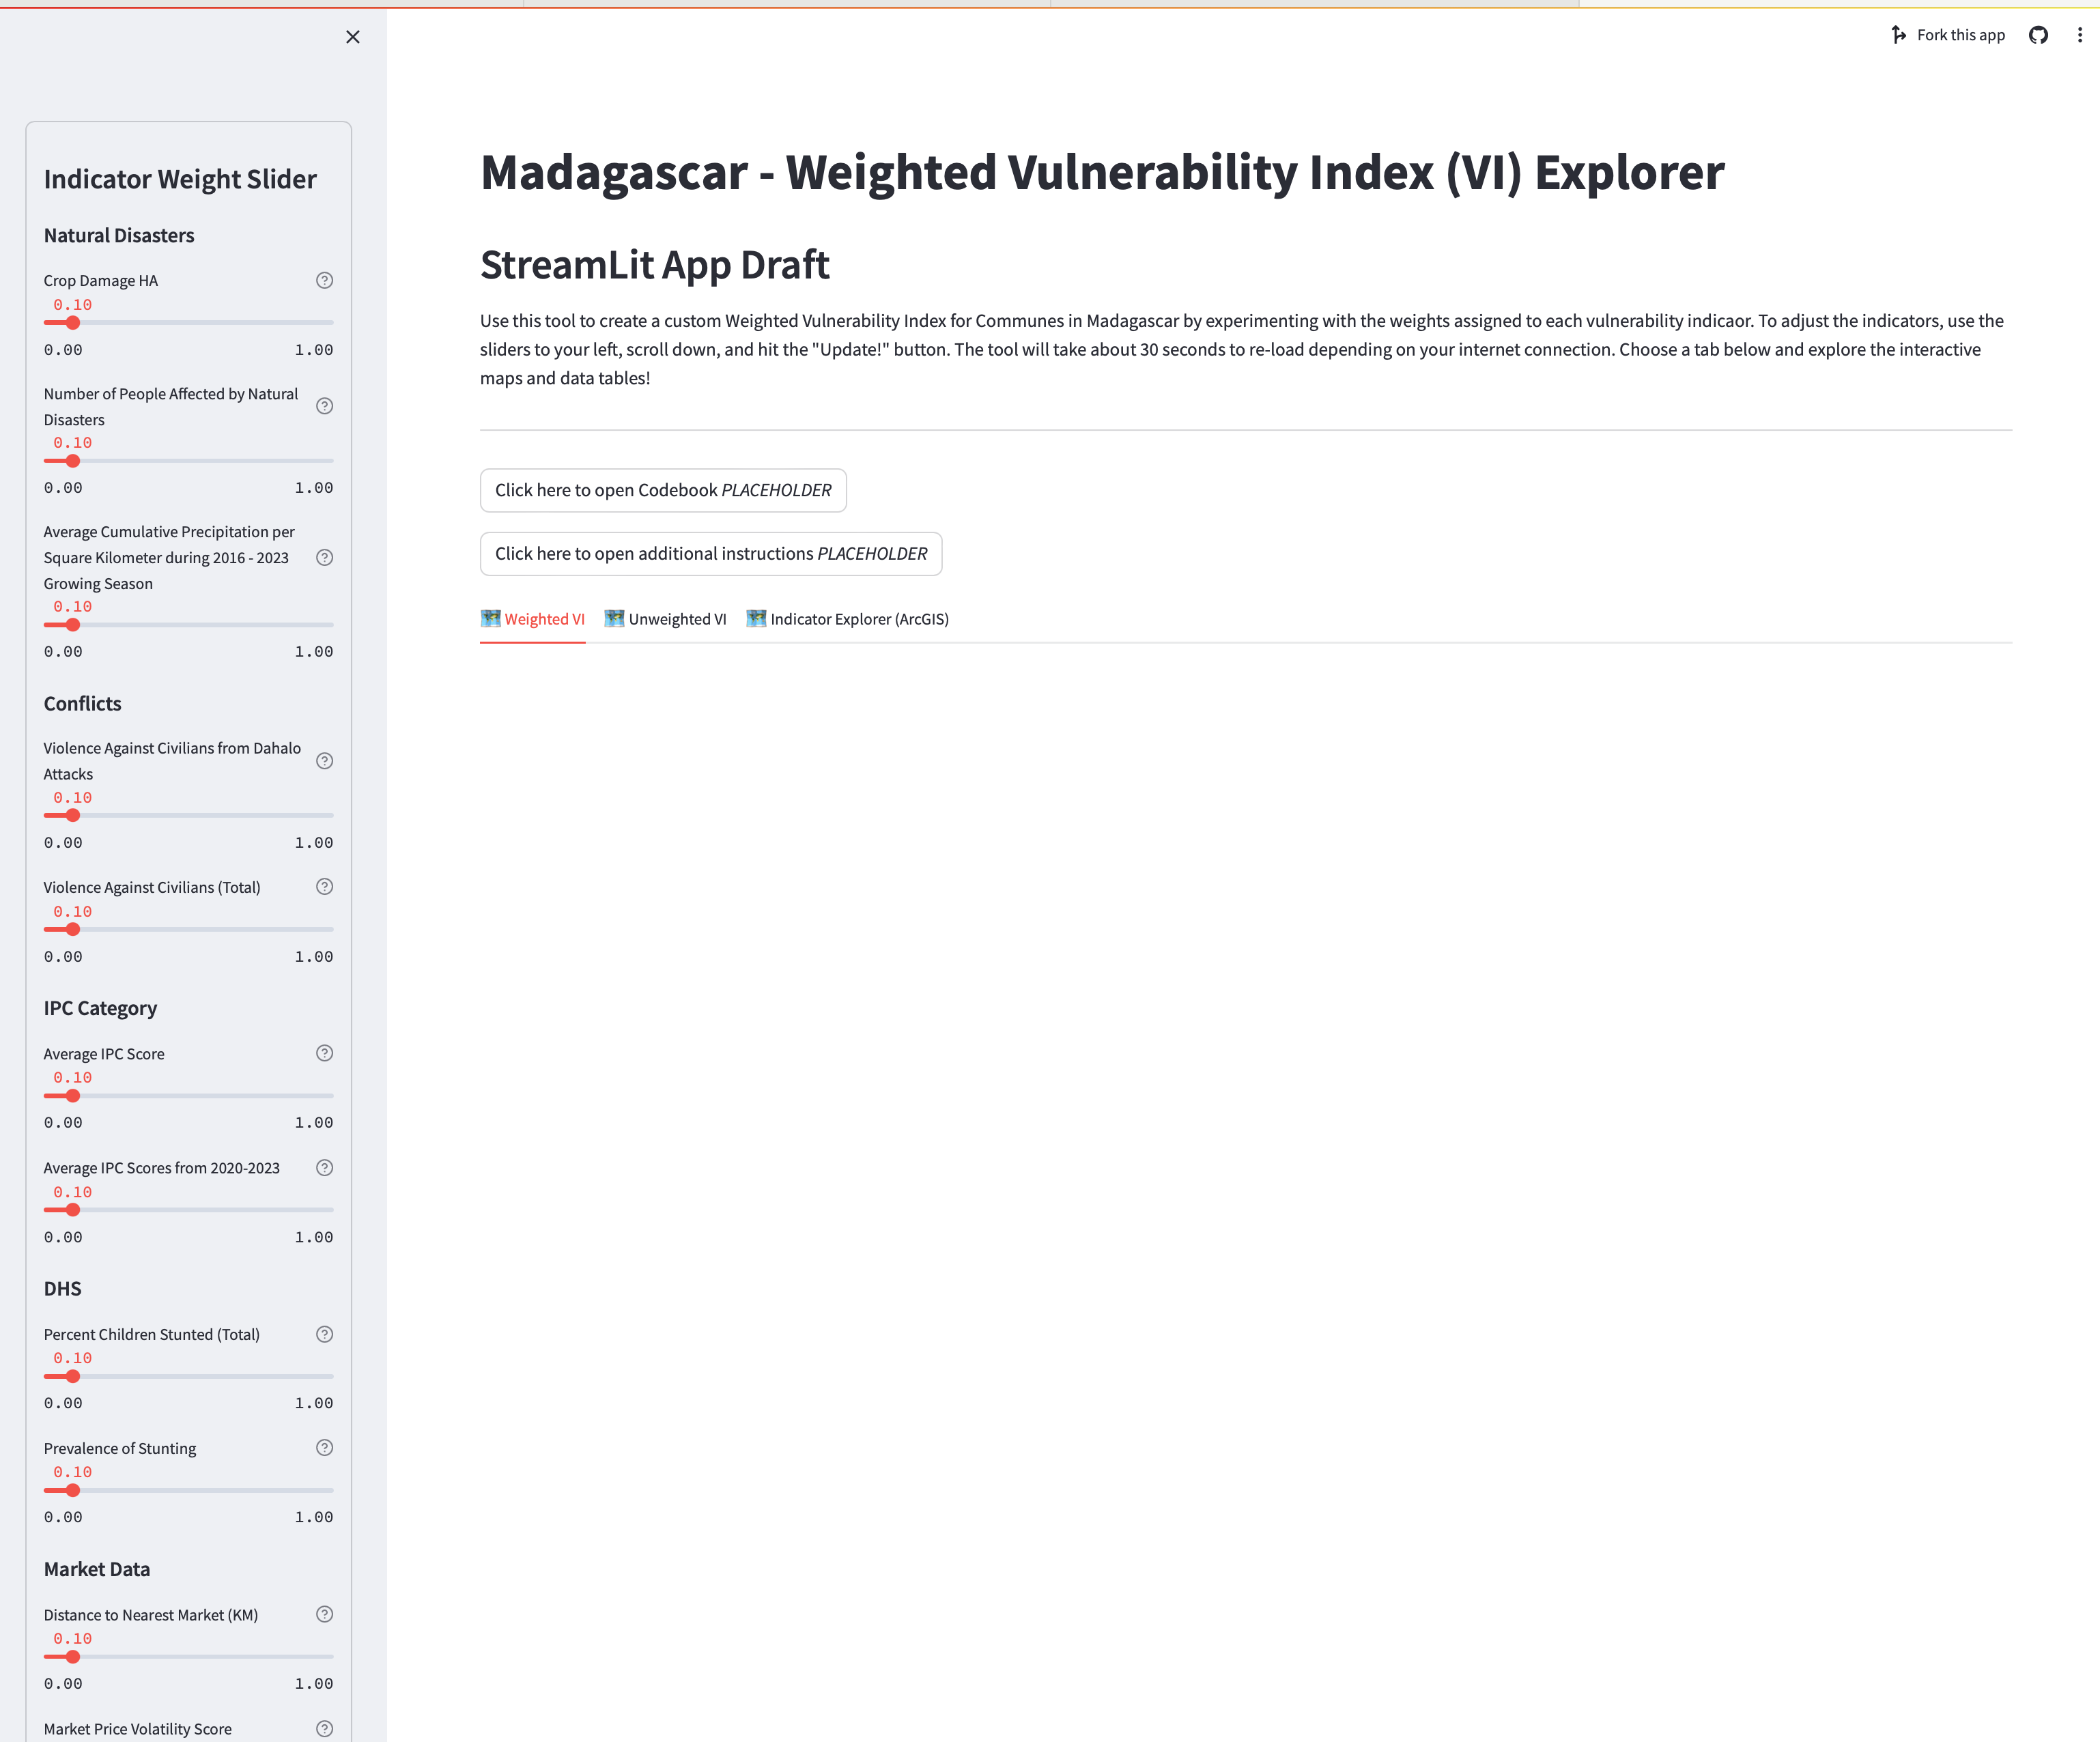 Fork this app
Indicator Weight Slider
Natural Disasters
Crop Damage HA
0.10
0.00 1.00
Number of People Affected by Natural
Disasters
0.10
0.00 1.00
Average Cumulative Precipitation per
Square Kilometer during 2016 - 2023
Growing Season
0.10
0.00 1.00
Conflicts
Violence Against Civilians from Dahalo
Attacks
0.10
0.00 1.00
Violence Against Civilians (Total)
0.10
0.00 1.00
IPC Category
Average IPC Score
0.10
0.00 1.00
Average IPC Scores from 2020-2023
0.10
0.00 1.00
DHS
Percent Children Stunted (Total)
0.10
0.00 1.00
Prevalence of Stunting
0.10
0.00 1.00
Market Data
Distance to Nearest Market (KM)
0.10
0.00 1.00
Market Price Volatility Score
Madagascar - Weighted Vulnerability Index (VI) Explorer
StreamLit App Draft
Use this tool to create a custom Weighted Vulnerability Index for Communes in Madagascar by experimenting with the weights assigned to each vulnerability indicaor. To adjust the indicators, use the
sliders to your left, scroll down, and hit the "Update!" button. The tool will take about 30 seconds to re-load depending on your internet connection. Choose a tab below and explore the interactive
maps and data tables!
Click here to open Codebook PLACEHOLDER
Click here to open additional instructions PLACEHOLDER
Weighted VI Unweighted VI Indicator Explorer (ArcGIS)